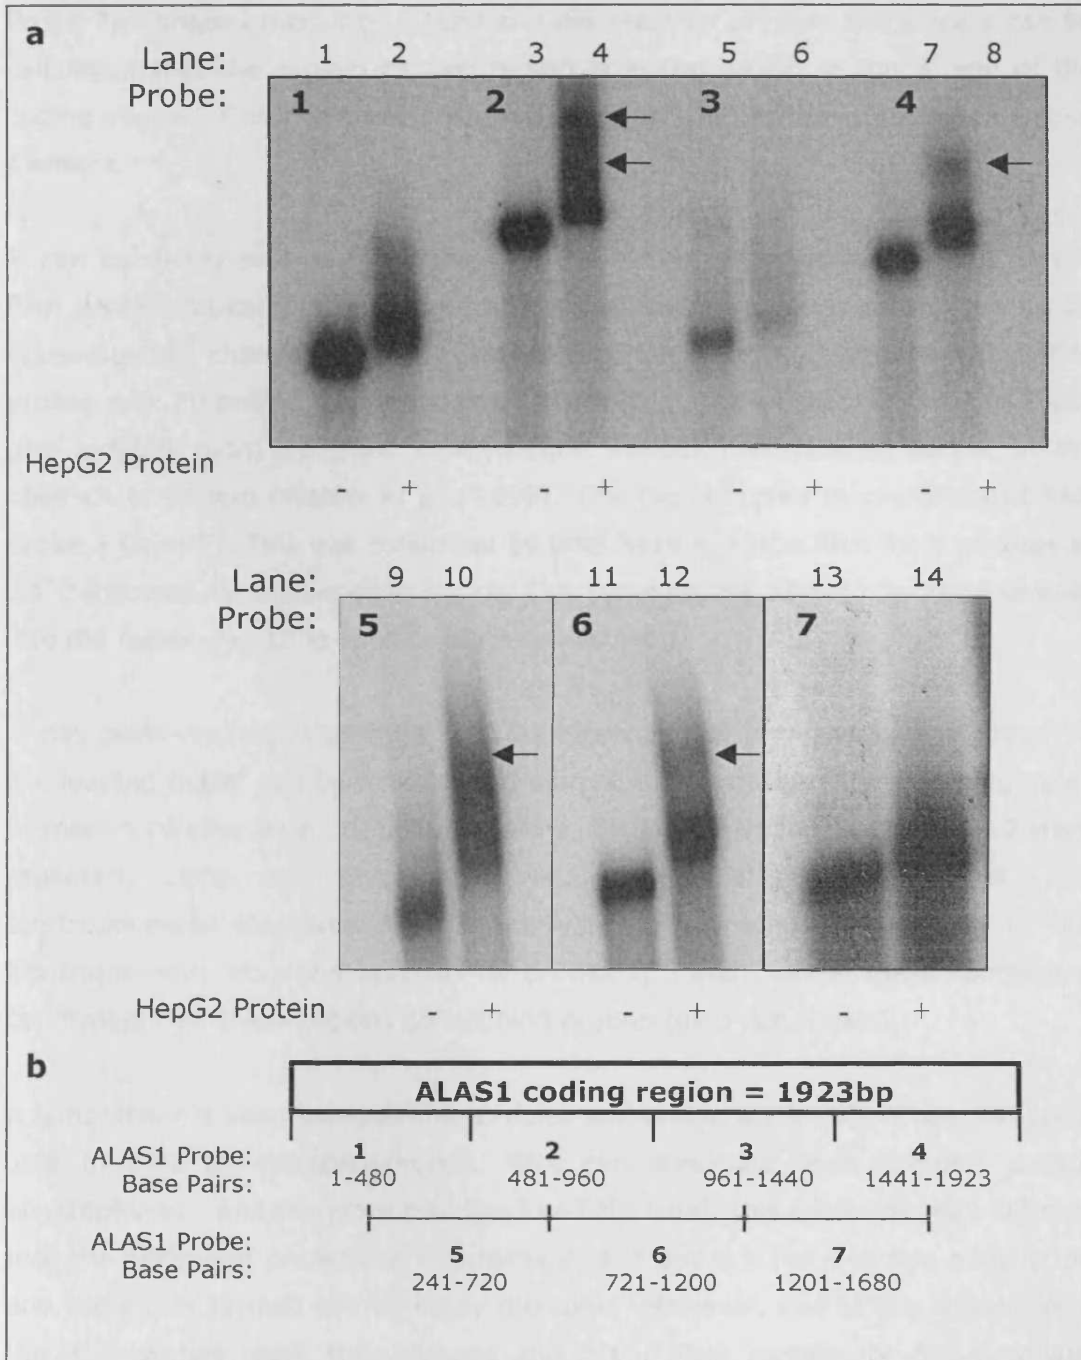 a
Lane: 1 2 3 4 5 6 7 8
Probe: 1 2 3 4
HepG2 Protein
- + - + - + - +
Lane: 9 10 11 12 13 14
Probe: 5 6 7
HepG2 Protein + - + - +
b
ALAS1 coding region = 1923bp
ALAS1 Probe: 1 2 3 4
Base Pairs: 1-480 481-960 961-1440 1441-1923
ALAS1 Probe: 5 6 7
Base Pairs: 241-720 721-1200 1201-1680